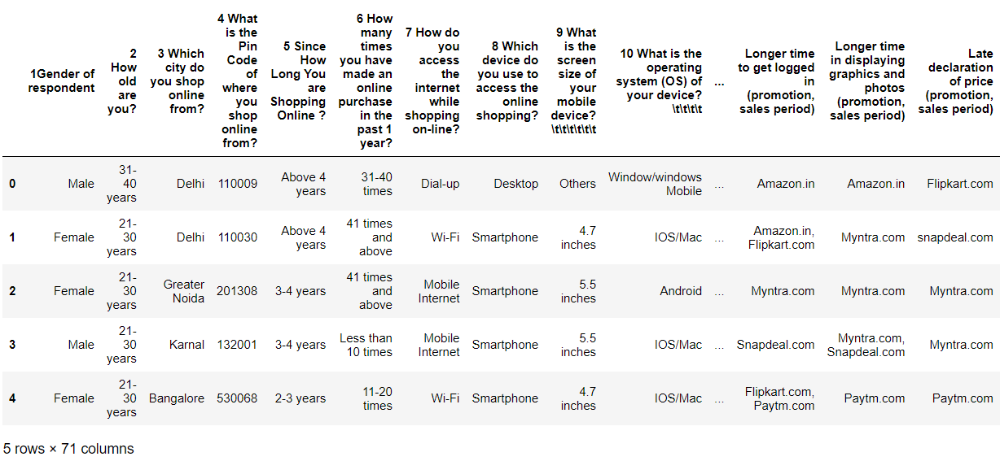 1Gender of
respondent
2
How
old
are
you?
3 Which
city do
you shop
online
from?
4 What
is the
Pin
Code
of
where
you
shop
online
from?
5 Since
How
Long You
are
Shopping
Online ?
6 How
many
times
you have
made an
online
purchase
in the
past 1
year?
7 How do
you
access
the
internet
while
shopping
on-line?
8 Which
device do
you use to
access the
online
shopping?
9 What
is the
screen
size of
your
mobile
device?
\t\t\t\t\t\t
10 What is the
operating
system (OS) of
your device?
\t\t\t\t
...
Longer time
to get logged
in
(promotion,
sales period)
Longer time
in displaying
graphics and
photos
(promotion,
sales period)
Late
declaration
of price
(promotion,
sales period)
0
Male
31-
40
years
Delhi
110009
Above 4
years
31-40
times
Dial-up
Desktop
Others
Window/windows
Mobile
...
Amazon.in
Amazon.in
Flipkart.com
1
Female
21-
30
years
Delhi
110030
Above 4
years
41 times
and
above
Wi-Fi
Smartphone
4.7
inches
IOS/Mac
...
Amazon.in,
Flipkart.com
Myntra.com
snapdeal.com
2
Female
21-
30
years
Greater
Noida
201308
3-4 years
41 times
and
above
Mobile
Internet
Smartphone
5.5
inches
Android
...
Myntra.com
Myntra.com
Myntra.com
3
Male
21-
30
years
Karnal
132001
3-4 years
Less than
10 times
Mobile
Internet
Smartphone
5.5
inches
IOS/Mac
...
Snapdeal.com
Myntra.com,
Snapdeal.com
Myntra.com
4
Female
21-
30
years
Bangalore
530068
2-3 years
11-20
times
Wi-Fi
Smartphone
4.7
inches
IOS/Mac
...
Flipkart.com,
Paytm.com
Paytm.com
Paytm.com
5 rows × 71 columns